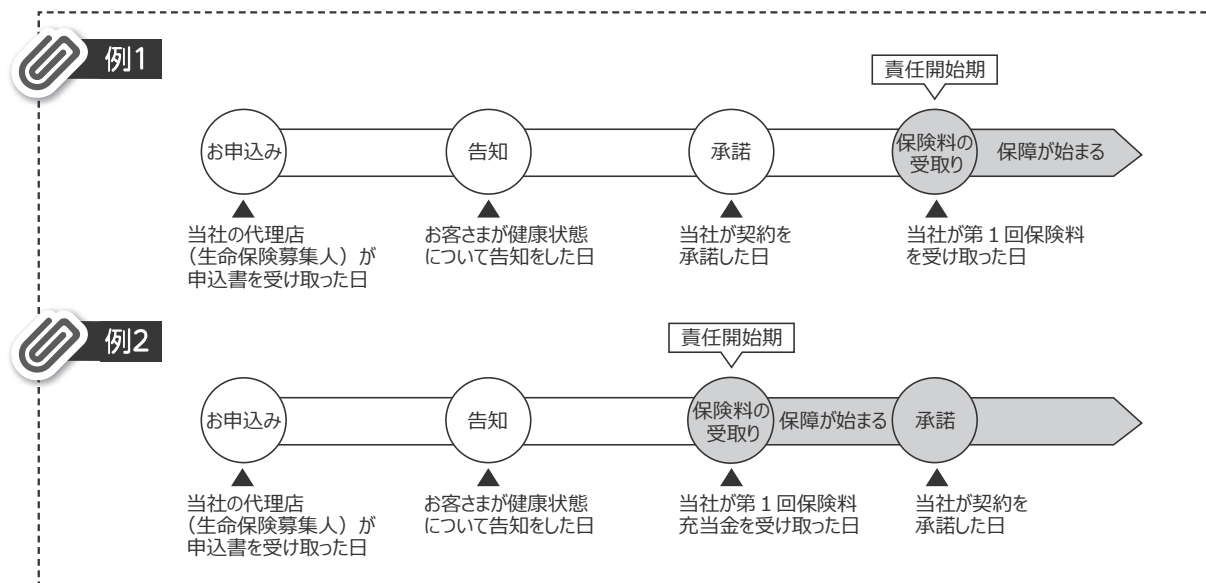 例1
責任開始期
お申込み
告知
承諾
保険料の
受取り
保障が始まる
当社の代理店
（生命保険募集人）が
申込書を受け取った日
お客さまが健康状態
について告知をした日
当社が契約を
承諾した日
当社が第１回保険料
を受け取った日
例2
責任開始期
お申込み
告知
保険料の
受取り
保障が始まる
承諾
当社の代理店
（生命保険募集人）が
申込書を受け取った日
お客さまが健康状態
について告知をした日
当社が第１回保険料
充当金を受け取った日
当社が契約を
承諾した日